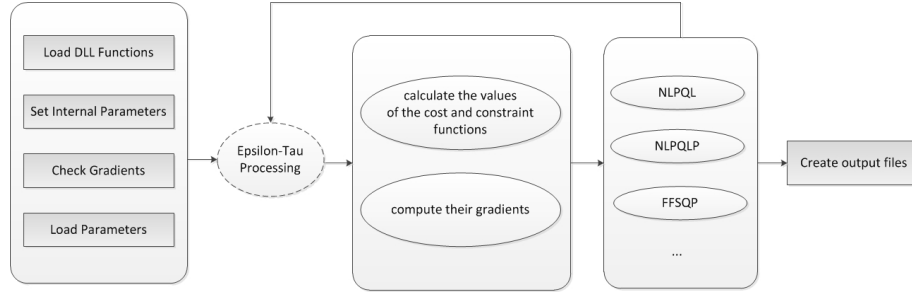 Load DLL Functions
Set Internal Parameters
Check Gradients
Load Parameters
Epsilon-Tau
Processing
calculate the values
of the cost and constraint
functions
compute their gradients
NLPQL
NLPQLP
FFSQP
...
Create output files